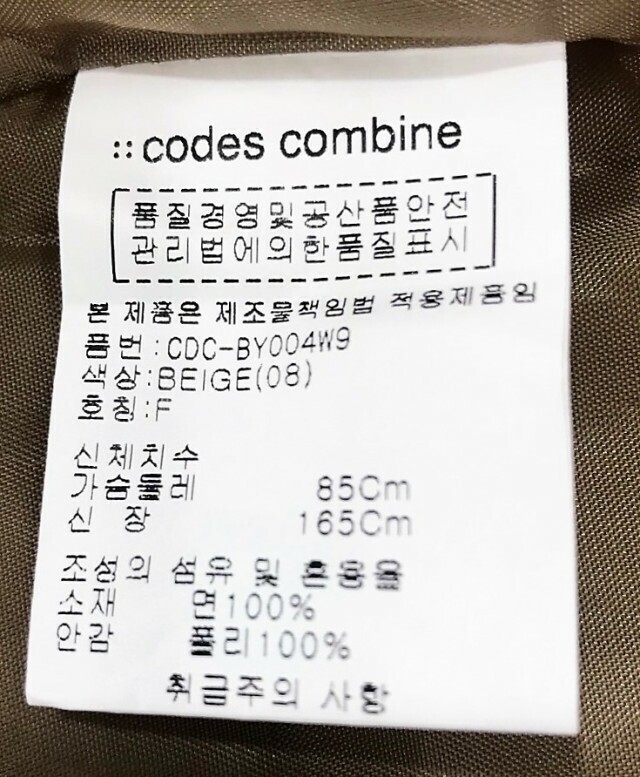 ::codes combine
품질경영및공산품안전
관리법에의한품질표시
본 제품은 제조물책임법 적용제품임
품번:CDC-BY004W9
색상:BEIGE(08)
호칭:F
신체치수
가슴둘레 85Cm
신 장 165Cm
조성의 섬유 및 혼용율
소재 면100%
안감 폴리100%
취급주의 사항